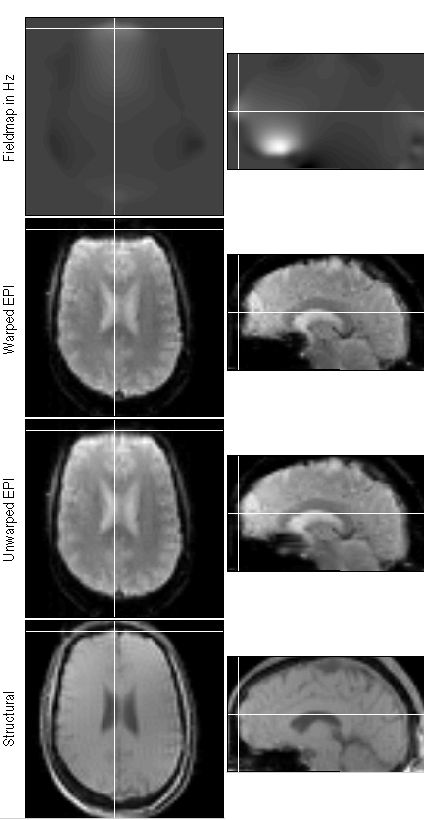 Fieldmap in Hz
Warped EPI
Unwarped EPI
Structural